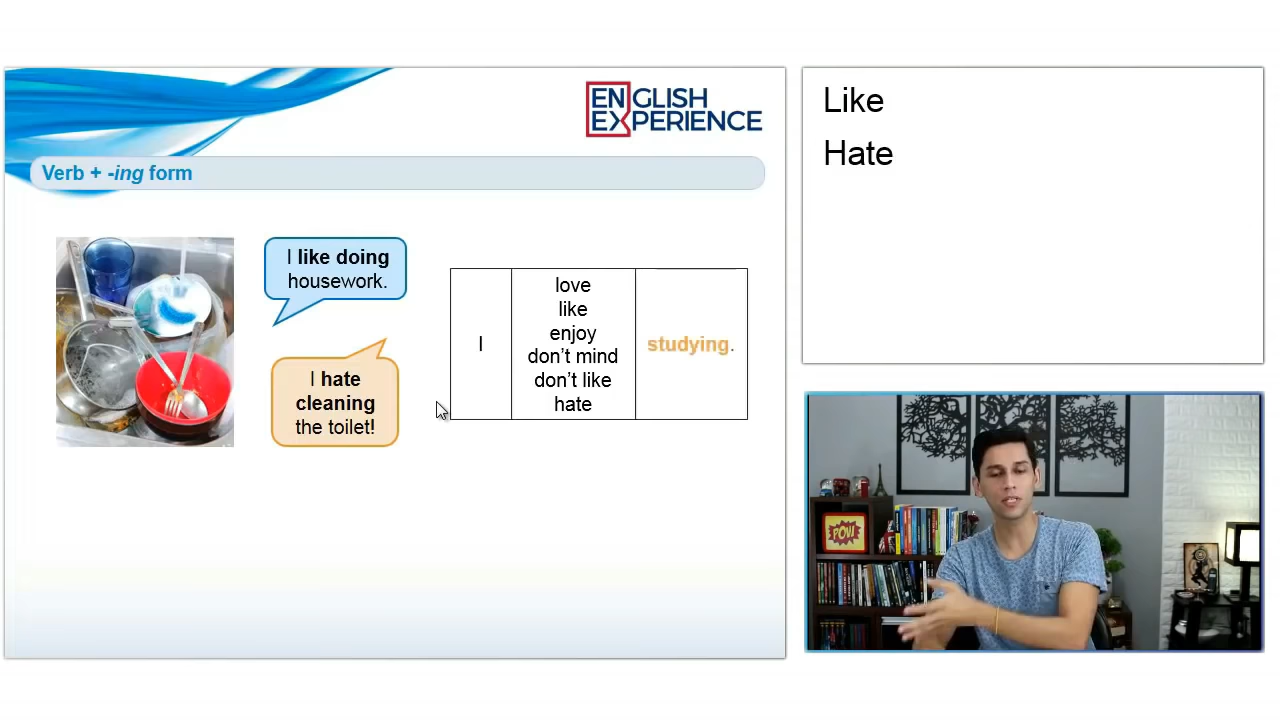 ENGLISH
EXPERIENCE
Verb + -ing form
I like doing
housework.
I hate
cleaning
the toilet!
I
love
like
enjoy
don't mind
don't like
hate
studying.
Like
Hate
POW!